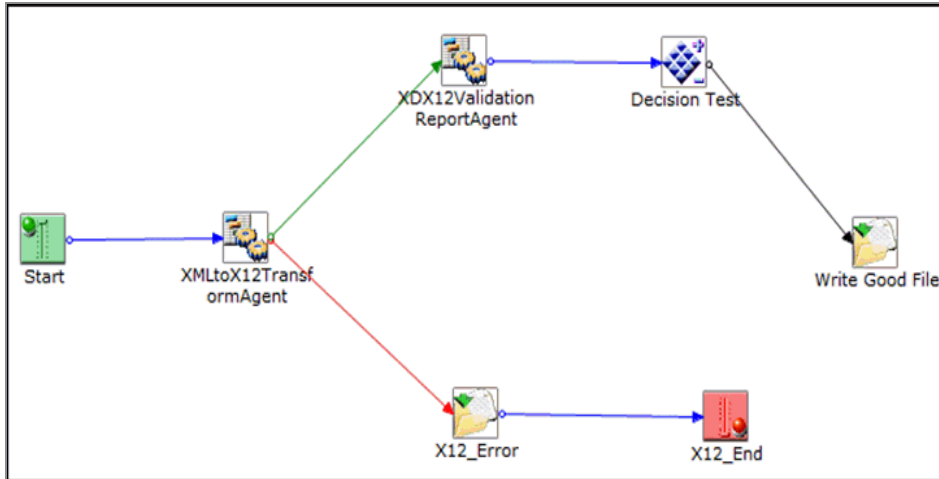 XDX12Validation
ReportAgent
Decision Test
Start
XMLtoX12Transf
ormAgent
Write Good File
X12_Error
X12_End